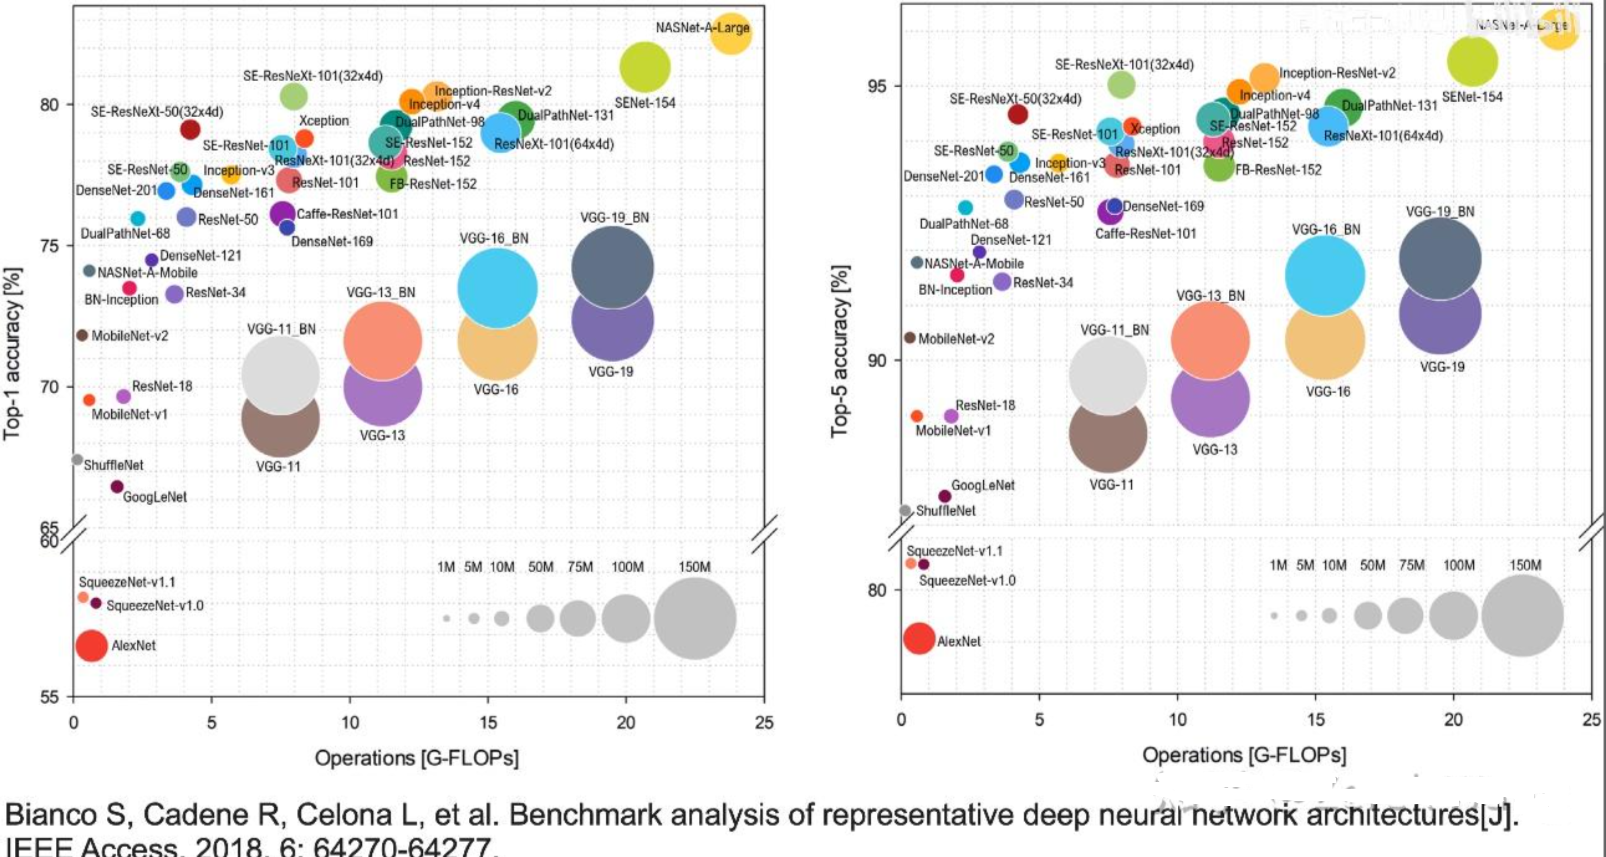 NASNet-A-Large
SE-ResNeXt-101(32x4d)
SENet-154
Inception-ResNet-v2
SE-ResNeXt-50(32x4d)
80
Inception-v4
Xception
DualPathNet-98
DualPathNet-131
SE-ResNet-101
SE-ResNet-152
ResNeXt-101(64x4d)
ResNeXt-101(32x4d)
ResNet-152
SE-ResNet-50
Inception-v3
DenseNet-201
DenseNet-161
ResNet-101
FB-ResNet-152
ResNet-50
Caffe-ResNet-101
VGG-19_BN
DualPathNet-68
DenseNet-169
VGG-16_BN
75
DenseNet-121
NASNet-A-Mobile
BN-Inception
ResNet-34
VGG-13_BN
MobileNet-v2
VGG-11_BN
VGG-19
70
ResNet-18
VGG-16
MobileNet-v1
VGG-13
ShuffleNet
VGG-11
GoogLeNet
65
60
1M 5M 10M 50M 75M 100M 150M
SqueezeNet-v1.1
SqueezeNet-v1.0
AlexNet
55
0 5 10 15 20 25
Top-1 accuracy [%]
Operations [G-FLOPs]
NASNet-A-Large
SE-ResNeXt-101(32x4d)
Inception-ResNet-v2
95
SENet-154
SE-ResNeXt-50(32x4d)
Inception-v4
DualPathNet-131
DualPathNet-98
SE-ResNet-101
Xception
SE-ResNet-152
ResNeXt-101(64x4d)
SE-ResNet-50
ResNeXt-101(32x4d)
ResNet-152
Inception-v3
DenseNet-201
DenseNet-161
ResNet-101
FB-ResNet-152
ResNet-50
DenseNet-169
DualPathNet-68
Caffe-ResNet-101
VGG-19_BN
DenseNet-121
VGG-16_BN
NASNet-A-Mobile
BN-Inception
ResNet-34
VGG-13_BN
MobileNet-v2
VGG-11_BN
90
VGG-19
VGG-16
ResNet-18
MobileNet-v1
VGG-13
GoogLeNet
VGG-11
ShuffleNet
SqueezeNet-v1.1
SqueezeNet-v1.0
1M 5M 10M 50M 75M 100M 150M
80
AlexNet
0 5 10 15 20 25
Top-5 accuracy [%]
Operations [G-FLOPs]
Bianco S, Cadene R, Celona L, et al. Benchmark analysis of representative deep neural network architectures[J].
IEEE Access, 2018, 6: 64270-64277.